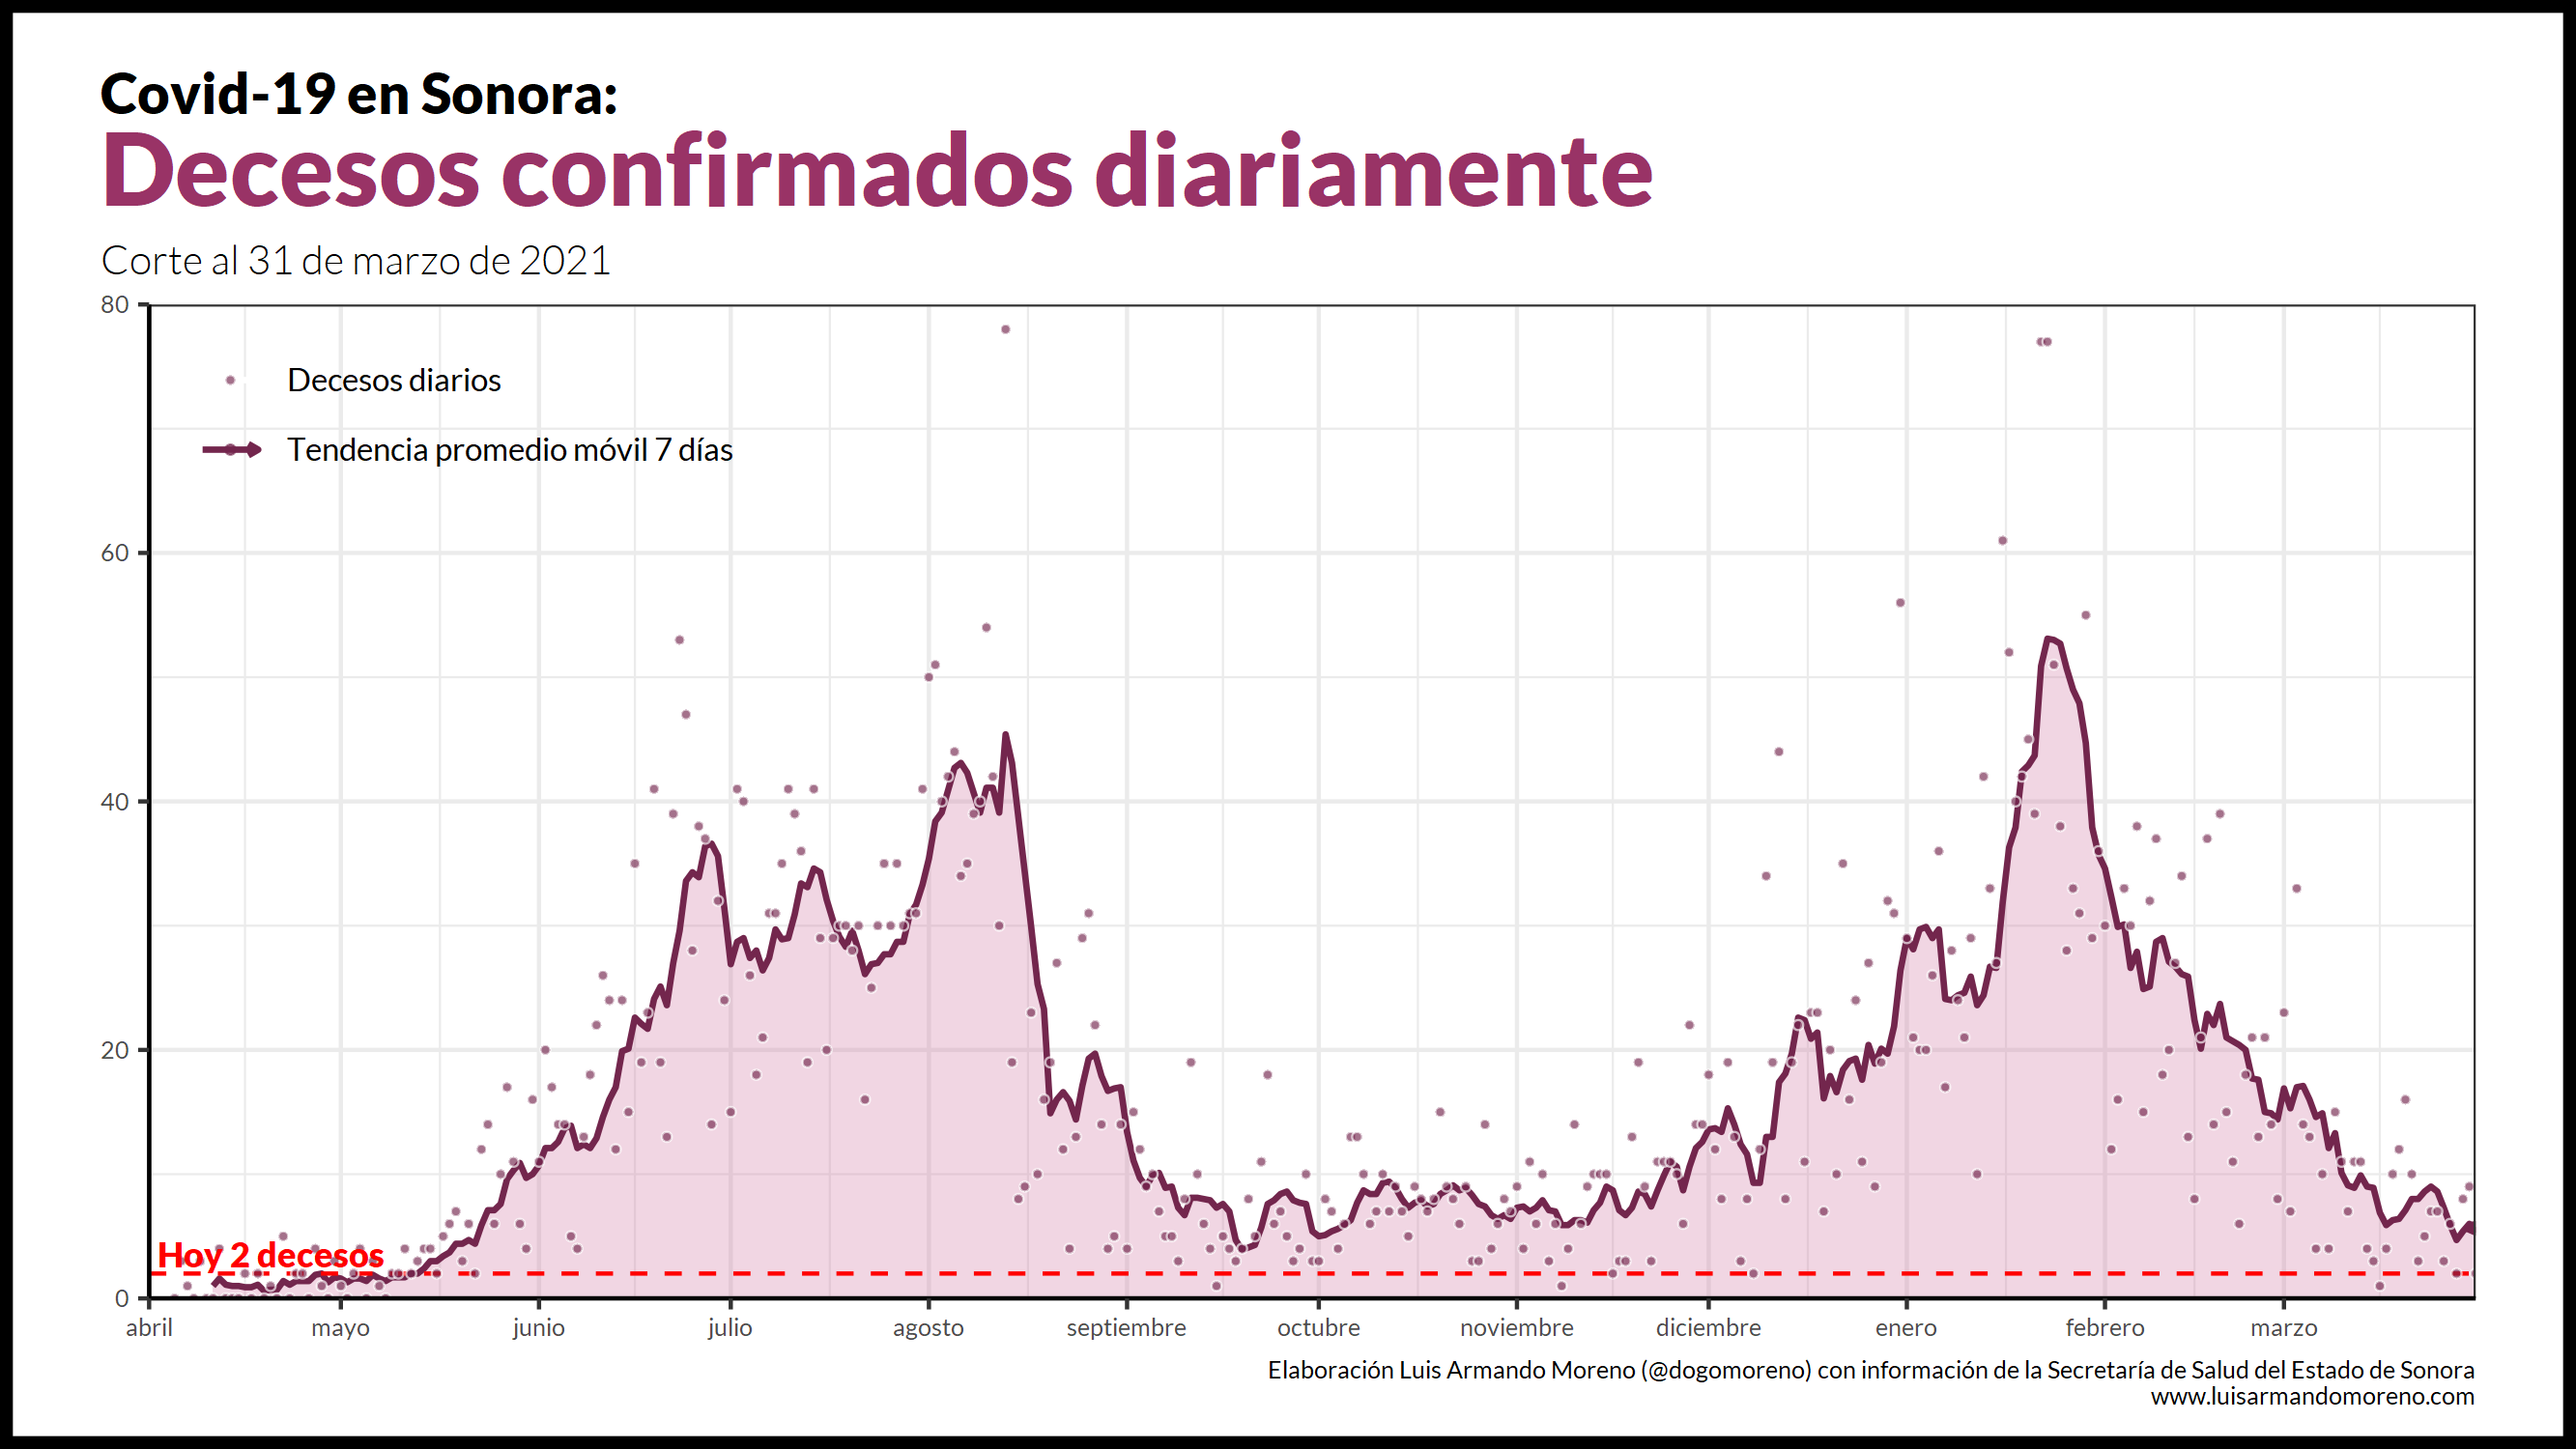 Covid-19 en Sonora:
Decesos confirmados diariamente
Corte al 31 de marzo de 2021
80
60
40
20
0
Decesos diarios
Tendencia promedio móvil 7 días
Hoy 2 decesos
abril mayo junio julio agosto septiembre octubre noviembre diciembre enero febrero marzo
Elaboración Luis Armando Moreno (@dogomoreno) con información de la Secretaría de Salud del Estado de Sonora
www.luisarmandomoreno.com